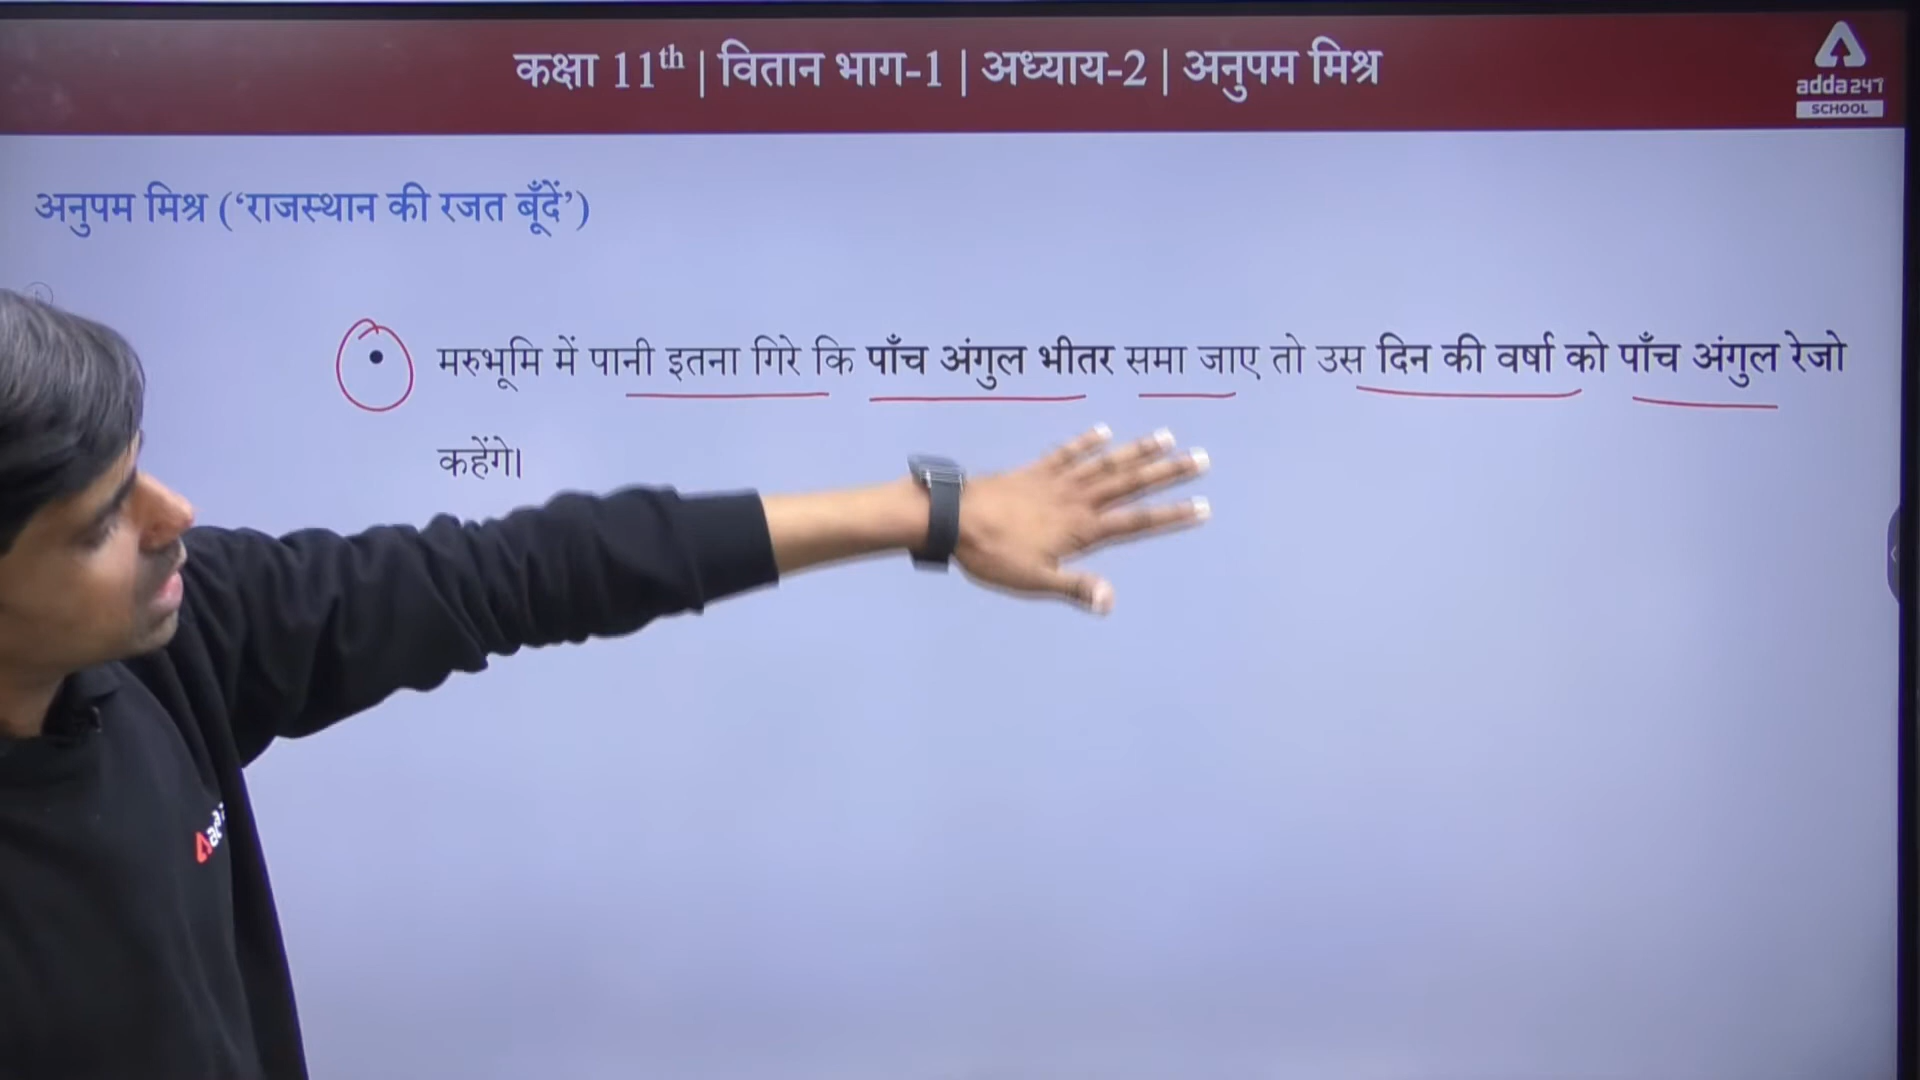 कक्षा 11th | वितान भाग-1 | अध्याय-2 | अनुपम मिश्र
adda247
SCHOOL
अनुपम मिश्र (‘राजस्थान की रजत बूँदें’)
• मरुभूमि में पानी इतना गिरे कि पाँच अंगुल भीतर समा जाए तो उस दिन की वर्षा को पाँच अंगुल रेजो
कहेंगे।